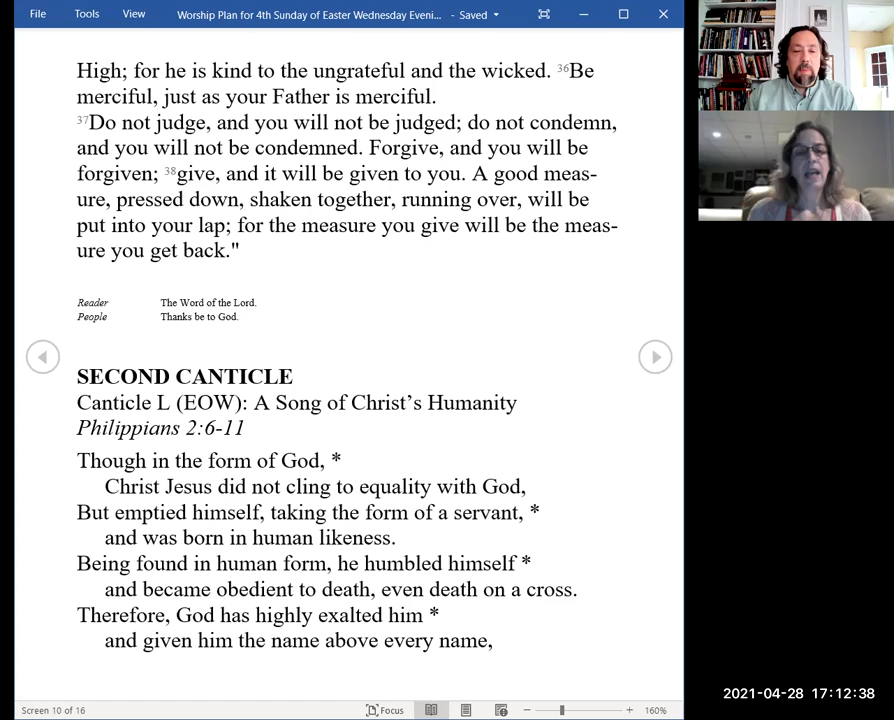 File Tools View Worship Plan for 4th Sunday of Easter Wednesday Eveni... - Saved
High; for he is kind to the ungrateful and the wicked. 36Be
merciful, just as your Father is merciful.
37Do not judge, and you will not be judged; do not condemn,
and you will not be condemned. Forgive, and you will be
forgiven; 38give, and it will be given to you. A good meas-
ure, pressed down, shaken together, running over, will be
put into your lap; for the measure you give will be the meas-
ure you get back."
Reader The Word of the Lord.
People Thanks be to God.
SECOND CANTICLE
Canticle L (EOW): A Song of Christ’s Humanity
Philippians 2:6-11
Though in the form of God, *
Christ Jesus did not cling to equality with God,
But emptied himself, taking the form of a servant, *
and was born in human likeness.
Being found in human form, he humbled himself *
and became obedient to death, even death on a cross.
Therefore, God has highly exalted him *
and given him the name above every name,
2021-04-28 17:12:38
Screen 10 of 16 Focus 160%